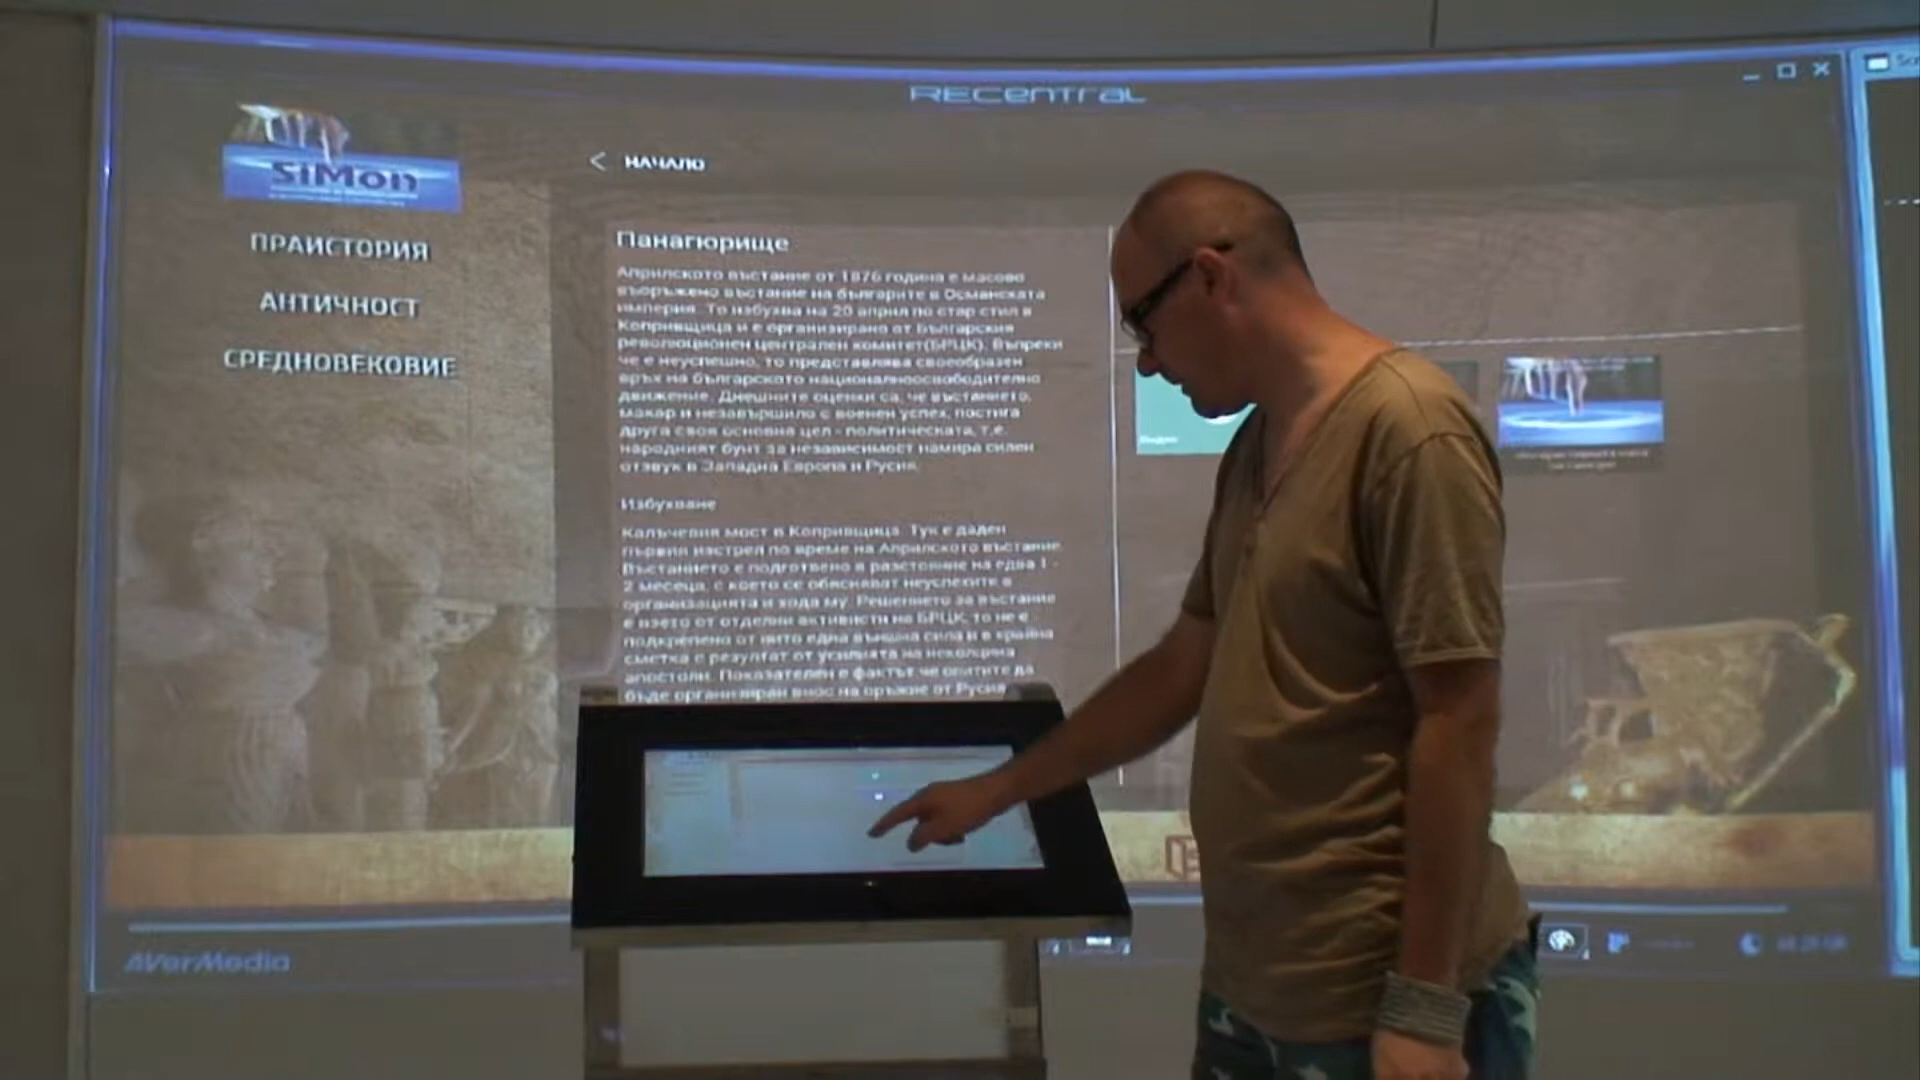 RECentral
SiMon
< НАЧАЛО
ПРАИСТОРИЯ
АНТИЧНОСТ
СРЕДНОВЕКОВИЕ
Панагюрище
Априлското въстание от 1876 година е масово
въоръжено въстание на българите в Османската
империя. То избухва на 20 април по стар стил в
Копривщица и е организирано от Български
революционен централен комитет(БРЦК). Въпреки
че е неуспешно, то представлява своеобразен
връх на българското националноосвободително
движение. Днешните оценки са, че въстанието,
макар и незавършило с военен успех, постига
друга своя основна цел - политическата, т.е.
народният бунт за независимост намира силен
отзвук в Западна Европа и Русия.
Избухване
Калъчевия мост в Копривщица. Тук е даден
първия изстрел по време на Априлското въстание
Въстанието е подготвено в разстояние на едва 1 -
2 месеца, с което се обясняват неуспехите в
организацията и хода му. Решението за въстание
е взето от отделни активисти на БРЦК, то не е
подкрепено от нито една външна сила и в крайна
сметка е резултат от усилията на неколцина
апостоли. Показателен е фактът че опитите да
бъде организиран внос на оръжие от Русия
Видео
AVerMedia